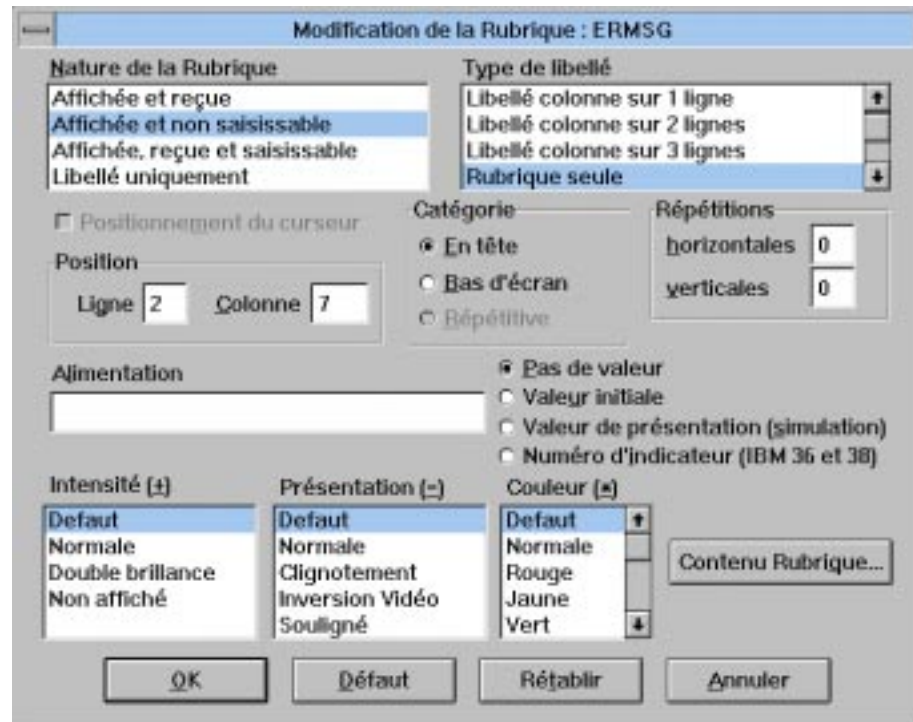 Modification de la Rubrique : ERMSG
Nature de la Rubrique
Affichée et reçue
Affichée et non saisissable
Affichée, reçue et saisissable
Libellé uniquement
Type de libellé
Libellé colonne sur 1 ligne
Libellé colonne sur 2 lignes
Libellé colonne sur 3 lignes
Rubrique seule
Positionnement du curseur
Position
Ligne 2 Colonne 7
Catégorie
En tête
Bas d'écran
Répétitive
Répétitions
horizontales 0
verticales 0
Alimentation
Pas de valeur
Valeur initiale
Valeur de présentation (simulation)
Numéro d'indicateur (IBM 36 et 38)
Intensité (+)
Defaut
Normale
Double brillance
Non affiché
Présentation (-)
Defaut
Normale
Clignotement
Inversion Vidéo
Souligné
Couleur (*)
Defaut
Normale
Rouge
Jaune
Vert
Contenu Rubrique...
OK Défaut Rétablir Annuler